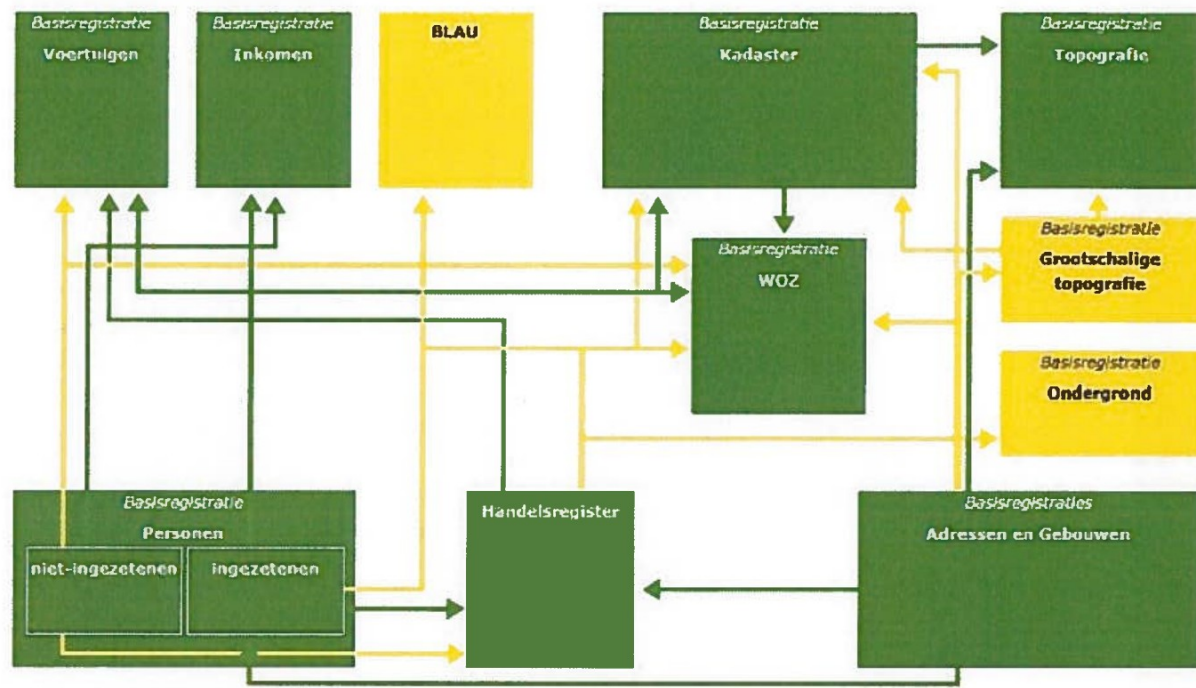 Basisregistratie
Voertuigen
Basisregistratie
Inkomen
BLAU
Basisregistratie
Kadaster
Basisregistratie
Topografie
Basisregistratie
WOZ
Basisregistratie
Grootschalige
topografie
Basisregistratie
Ondergrond
Basisregistratie
Personen
niet-ingezetenen
ingezetenen
Handelsregister
Basisregistraties
Adressen en Gebouwen